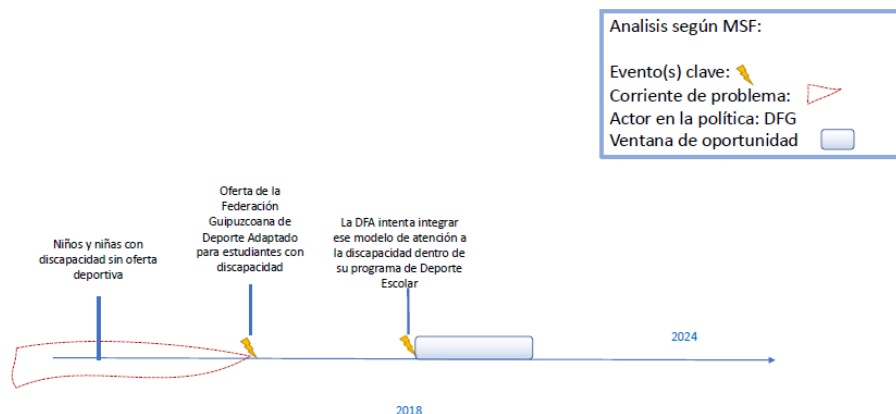 Analisis según MSF:
Evento(s) clave:
Corriente de problema:
Actor en la política: DFG
Ventana de oportunidad
Niños y niñas con
discapacidad sin oferta
deportiva
Oferta de la
Federación
Guipuzcoana de
Deporte Adaptado
para estudiantes con
discapacidad
La DFA intenta integrar
ese modelo de atención a
la discapacidad dentro de
su programa de Deporte
Escolar
2024
2018